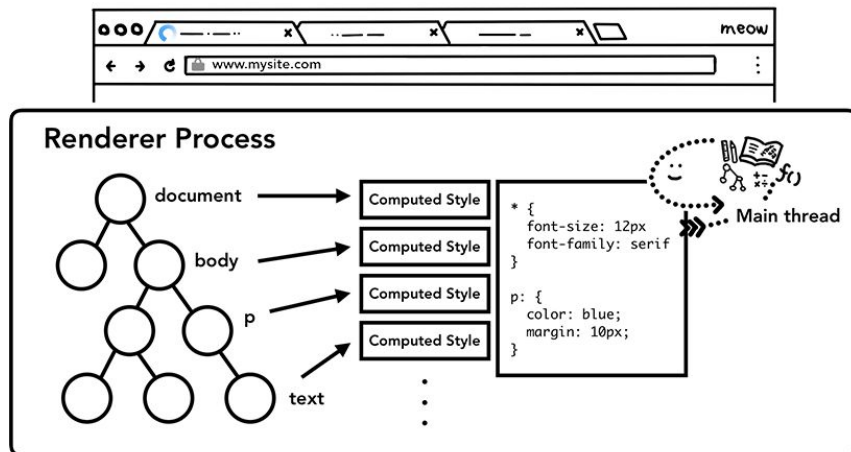 meow
www.mysite.com
Renderer Process
document
body
p
text
Computed Style
Computed Style
Computed Style
Computed Style
* {
font-size: 12px
font-family: serif
}
p: {
color: blue;
margin: 10px;
}
f()
Main thread